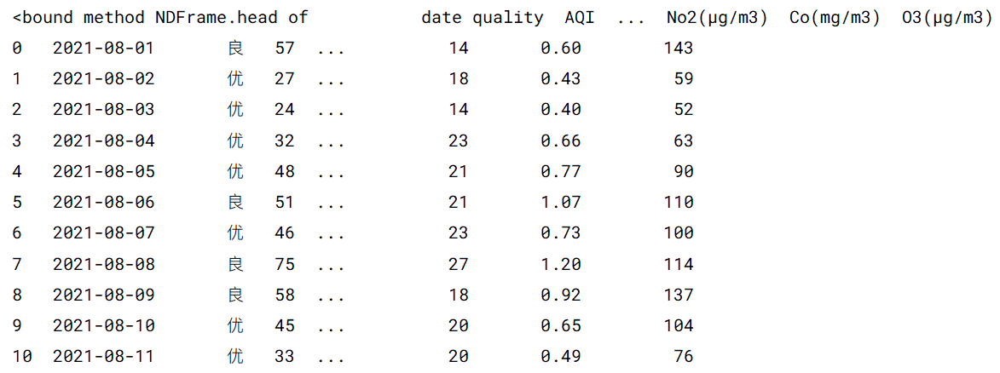 <bound method NDFrame.head of date quality AQI ... No2(μg/m3) Co(mg/m3) O3(μg/m3)
0 2021-08-01 良 57 ... 14 0.60 143
1 2021-08-02 优 27 ... 18 0.43 59
2 2021-08-03 优 24 ... 14 0.40 52
3 2021-08-04 优 32 ... 23 0.66 63
4 2021-08-05 优 48 ... 21 0.77 90
5 2021-08-06 良 51 ... 21 1.07 110
6 2021-08-07 优 46 ... 23 0.73 100
7 2021-08-08 良 75 ... 27 1.20 114
8 2021-08-09 良 58 ... 18 0.92 137
9 2021-08-10 优 45 ... 20 0.65 104
10 2021-08-11 优 33 ... 20 0.49 76